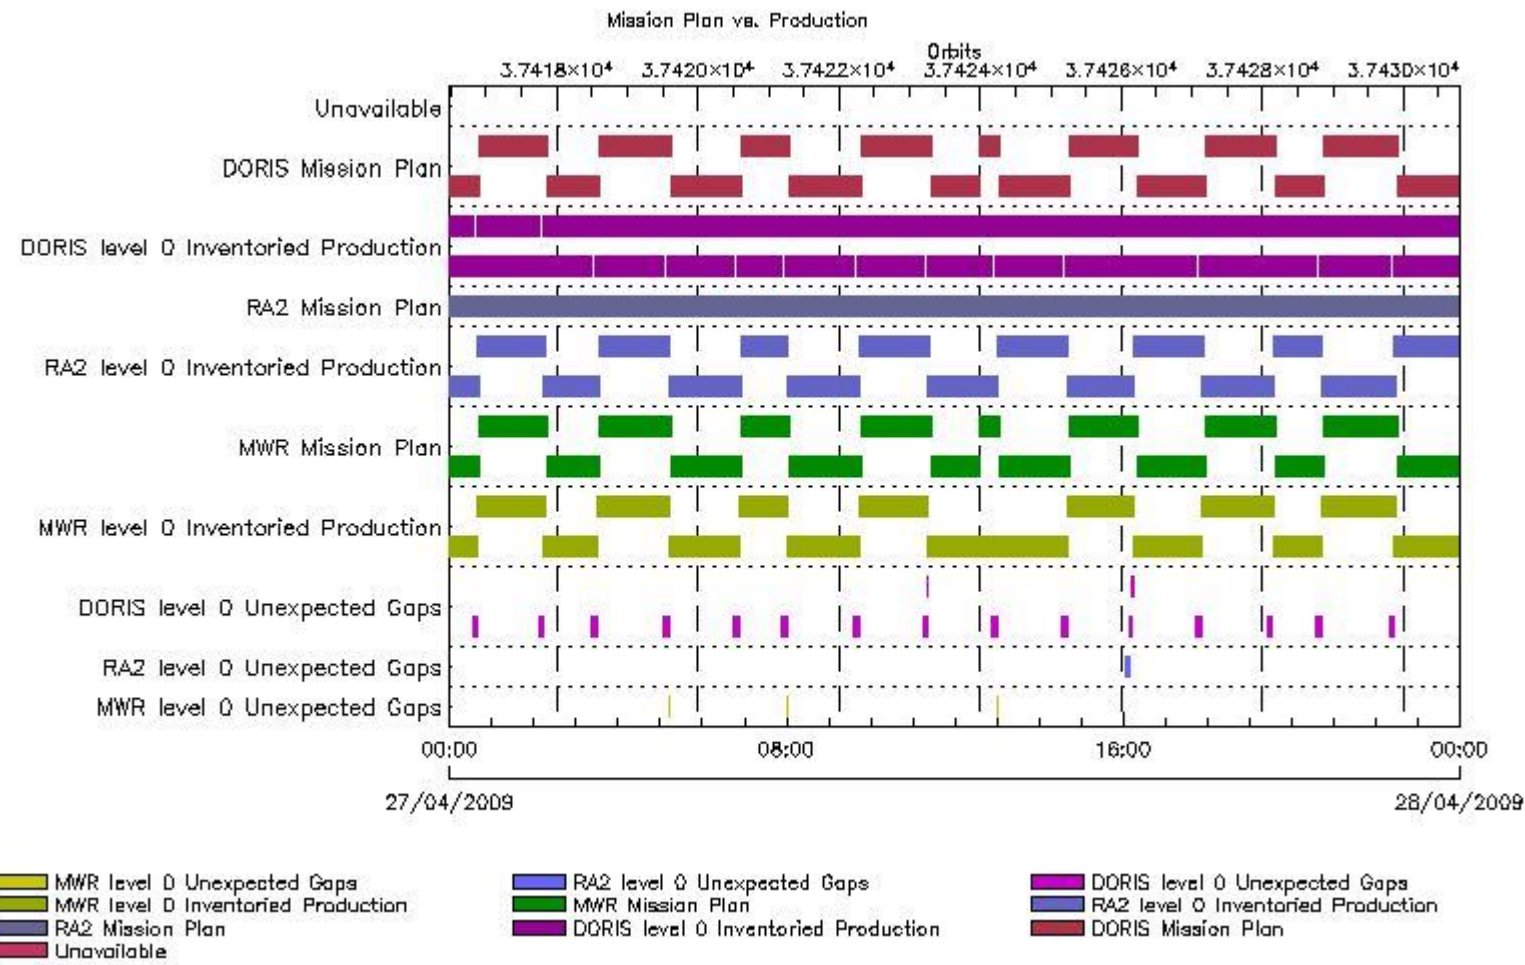 Mission Plan vs. Production
Orbits
3.7418×10⁴ 3.7420×10⁴ 3.7422×10⁴ 3.7424×10⁴ 3.7426×10⁴ 3.7428×10⁴ 3.7430×10⁴
Unavailable
DORIS Mission Plan
DORIS level 0 Inventoried Production
RA2 Mission Plan
RA2 level 0 Inventoried Production
MWR Mission Plan
MWR level 0 Inventoried Production
DORIS level 0 Unexpected Gaps
RA2 level 0 Unexpected Gaps
MWR level 0 Unexpected Gaps
00:00 08:00 16:00 00:00
27/04/2009 28/04/2009
MWR level 0 Unexpected Gaps RA2 level 0 Unexpected Gaps DORIS level 0 Unexpected Gaps
MWR level 0 Inventoried Production MWR Mission Plan RA2 level 0 Inventoried Production
RA2 Mission Plan DORIS level 0 Inventoried Production DORIS Mission Plan
Unavailable